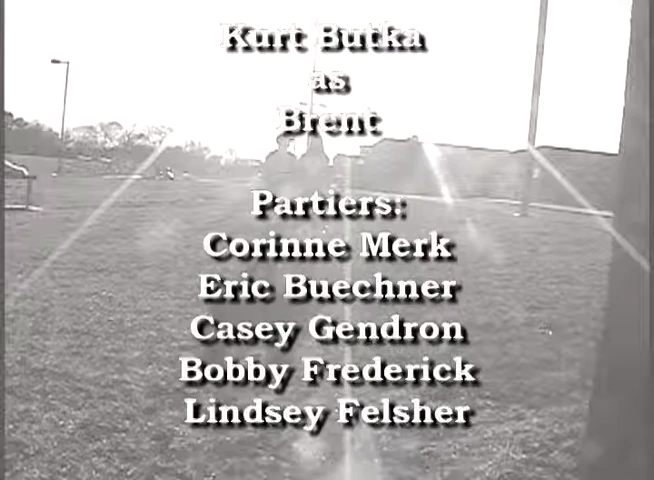 Kurt Butka
as
Brent
Partiers:
Corinne Merk
Eric Buechner
Casey Gendron
Bobby Frederick
Lindsey Felsher